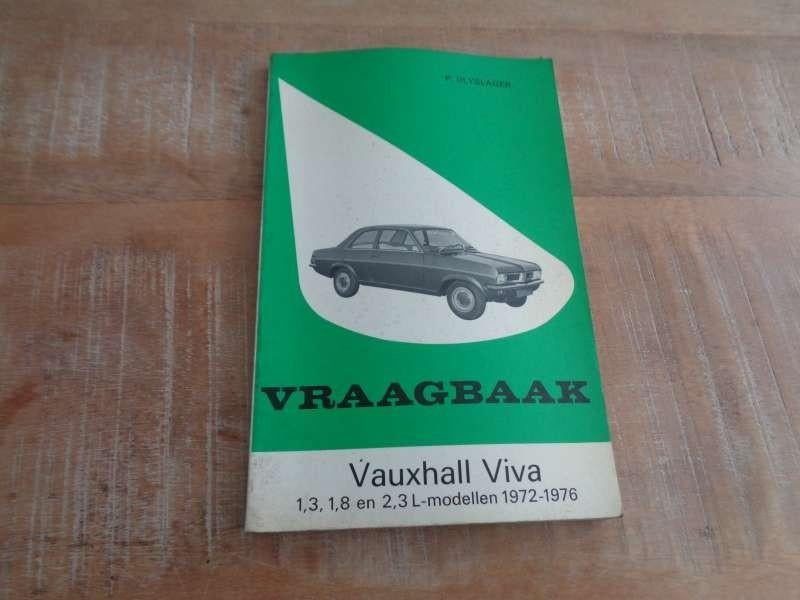 P. OLYSLAGER
VRAAGBAAK
Vauxhall Viva
1,3, 1,8 en 2,3 L-modellen 1972-1976